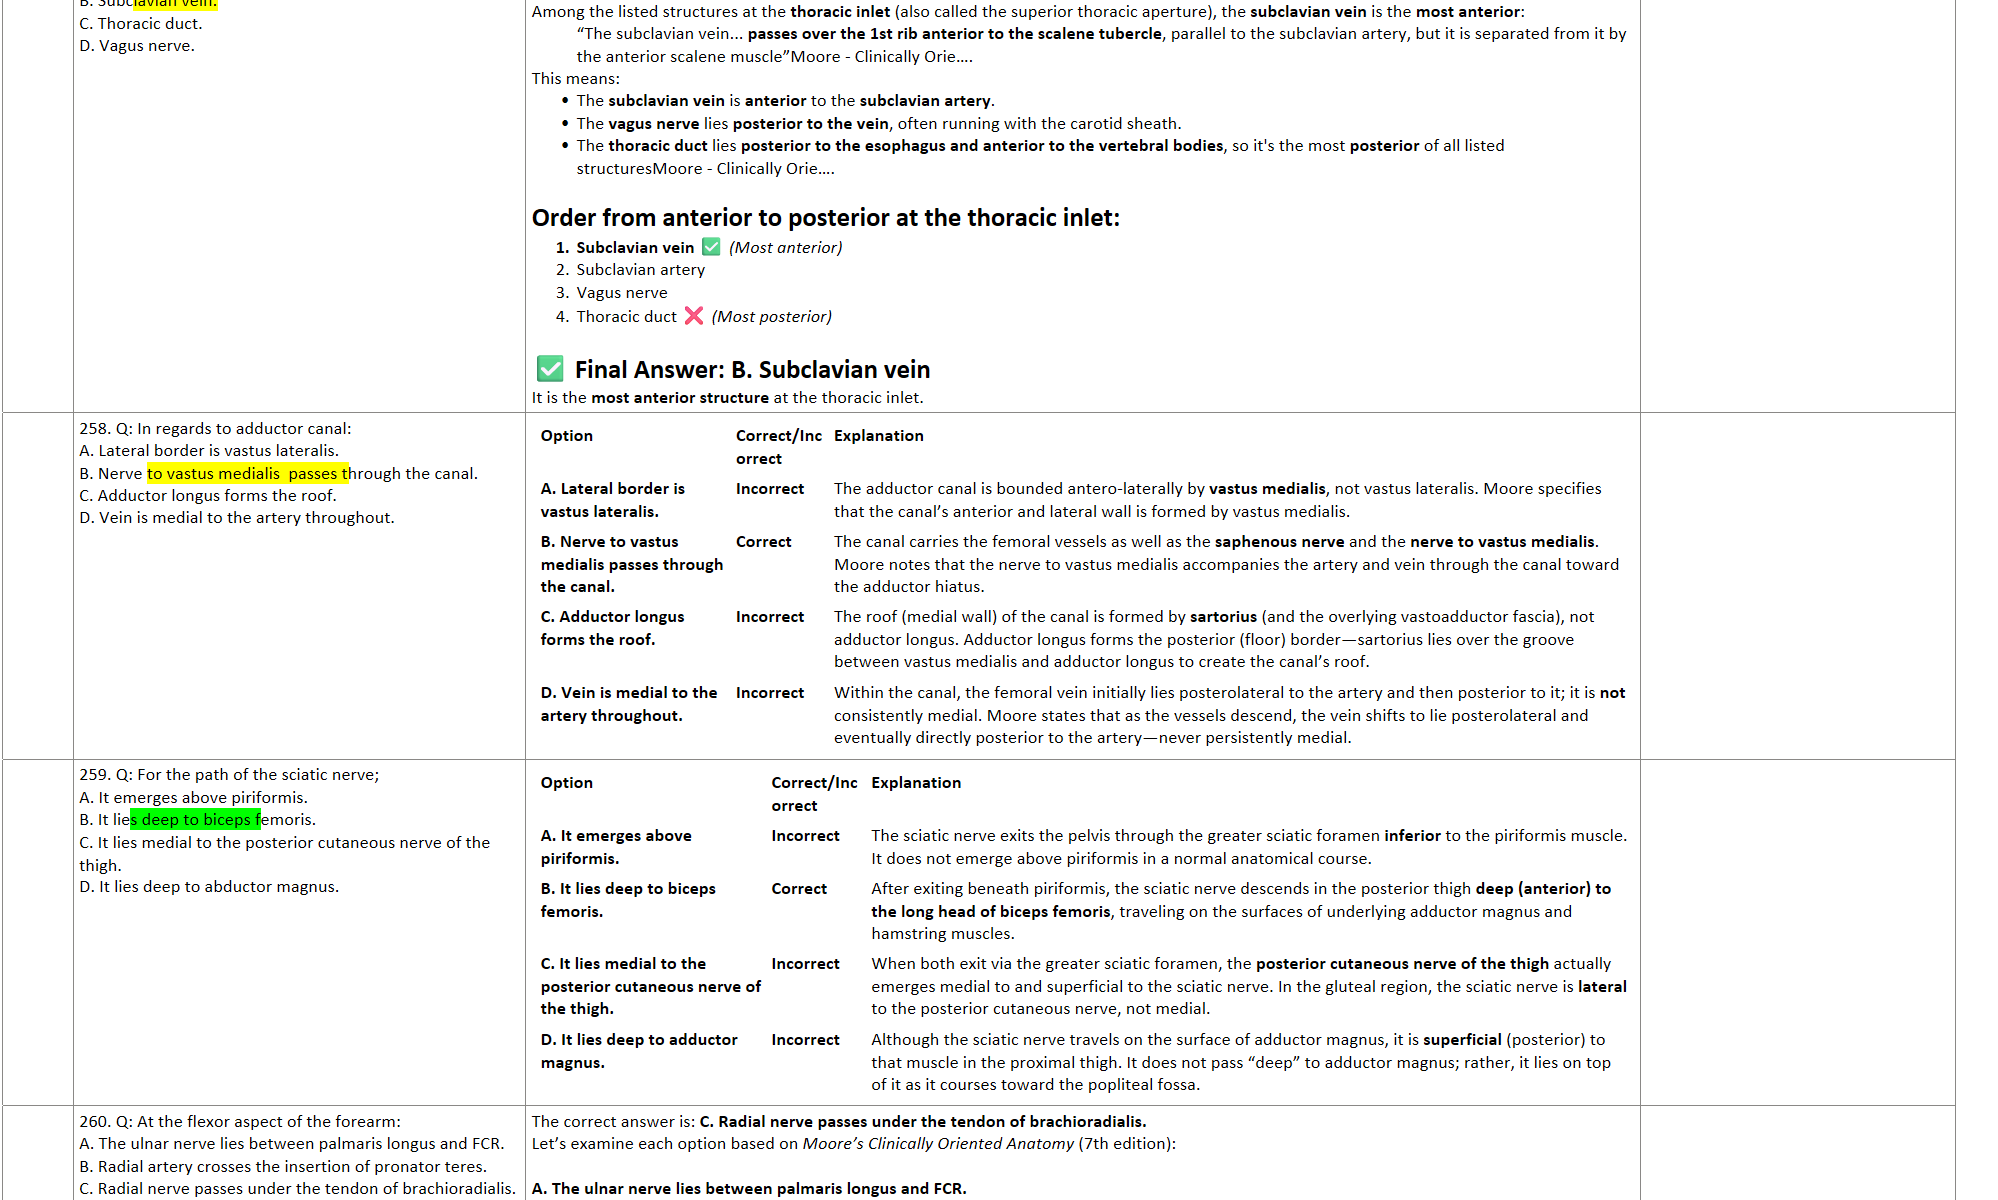 B. Subclavian vein.
C. Thoracic duct.
D. Vagus nerve.
Among the listed structures at the thoracic inlet (also called the superior thoracic aperture), the subclavian vein is the most anterior:
“The subclavian vein... passes over the 1st rib anterior to the scalene tubercle, parallel to the subclavian artery, but it is separated from it by
the anterior scalene muscle”Moore - Clinically Orie….
This means:
• The subclavian vein is anterior to the subclavian artery.
• The vagus nerve lies posterior to the vein, often running with the carotid sheath.
• The thoracic duct lies posterior to the esophagus and anterior to the vertebral bodies, so it's the most posterior of all listed
structuresMoore - Clinically Orie….
Order from anterior to posterior at the thoracic inlet:
1. Subclavian vein ✅ (Most anterior)
2. Subclavian artery
3. Vagus nerve
4. Thoracic duct ❌ (Most posterior)
✅ Final Answer: B. Subclavian vein
It is the most anterior structure at the thoracic inlet.
258. Q: In regards to adductor canal:
A. Lateral border is vastus lateralis.
B. Nerve to vastus medialis  passes through the canal.
C. Adductor longus forms the roof.
D. Vein is medial to the artery throughout.
Option
Correct/Inc
orrect
Explanation
A. Lateral border is
vastus lateralis.
Incorrect
The adductor canal is bounded antero-laterally by vastus medialis, not vastus lateralis. Moore specifies
that the canal’s anterior and lateral wall is formed by vastus medialis.
B. Nerve to vastus
medialis passes through
the canal.
Correct
The canal carries the femoral vessels as well as the saphenous nerve and the nerve to vastus medialis.
Moore notes that the nerve to vastus medialis accompanies the artery and vein through the canal toward
the adductor hiatus.
C. Adductor longus
forms the roof.
Incorrect
The roof (medial wall) of the canal is formed by sartorius (and the overlying vastoadductor fascia), not
adductor longus. Adductor longus forms the posterior (floor) border—sartorius lies over the groove
between vastus medialis and adductor longus to create the canal’s roof.
D. Vein is medial to the
artery throughout.
Incorrect
Within the canal, the femoral vein initially lies posterolateral to the artery and then posterior to it; it is not
consistently medial. Moore states that as the vessels descend, the vein shifts to lie posterolateral and
eventually directly posterior to the artery—never persistently medial.
259. Q: For the path of the sciatic nerve;
A. It emerges above piriformis.
B. It lies deep to biceps femoris.
C. It lies medial to the posterior cutaneous nerve of the
thigh.
D. It lies deep to abductor magnus.
Option
Correct/Inc
orrect
Explanation
A. It emerges above
piriformis.
Incorrect
The sciatic nerve exits the pelvis through the greater sciatic foramen inferior to the piriformis muscle.
It does not emerge above piriformis in a normal anatomical course.
B. It lies deep to biceps
femoris.
Correct
After exiting beneath piriformis, the sciatic nerve descends in the posterior thigh deep (anterior) to
the long head of biceps femoris, traveling on the surfaces of underlying adductor magnus and
hamstring muscles.
C. It lies medial to the
posterior cutaneous nerve of
the thigh.
Incorrect
When both exit via the greater sciatic foramen, the posterior cutaneous nerve of the thigh actually
emerges medial to and superficial to the sciatic nerve. In the gluteal region, the sciatic nerve is lateral
to the posterior cutaneous nerve, not medial.
D. It lies deep to adductor
magnus.
Incorrect
Although the sciatic nerve travels on the surface of adductor magnus, it is superficial (posterior) to
that muscle in the proximal thigh. It does not pass “deep” to adductor magnus; rather, it lies on top
of it as it courses toward the popliteal fossa.
260. Q: At the flexor aspect of the forearm:
A. The ulnar nerve lies between palmaris longus and FCR.
B. Radial artery crosses the insertion of pronator teres.
C. Radial nerve passes under the tendon of brachioradialis.
The correct answer is: C. Radial nerve passes under the tendon of brachioradialis.
Let’s examine each option based on Moore’s Clinically Oriented Anatomy (7th edition):
A. The ulnar nerve lies between palmaris longus and FCR.